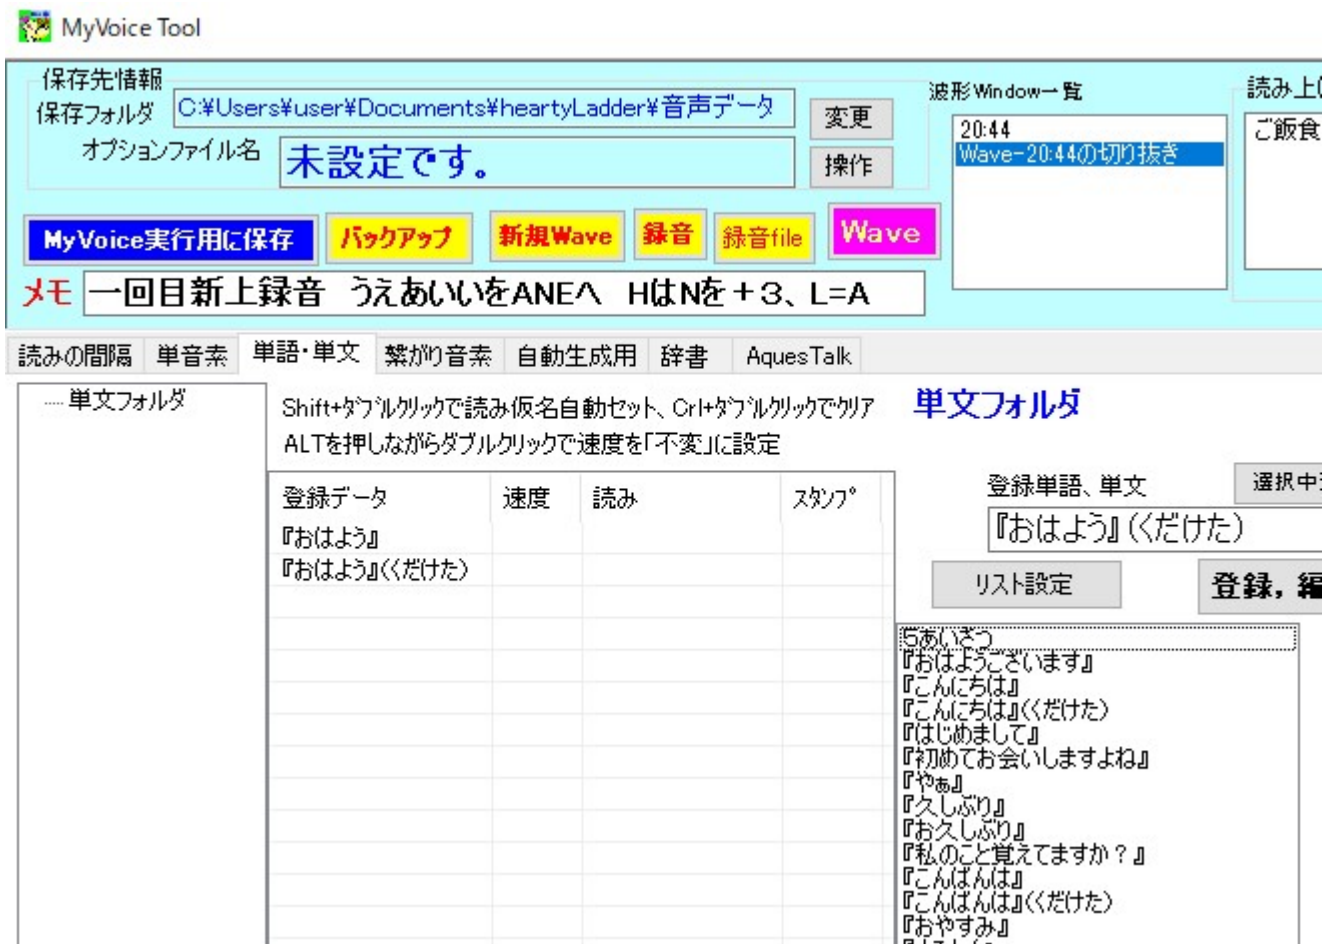 MyVoice Tool
保存先情報
保存フォルダ C:¥Users¥user¥Documents¥heartyLadder¥音声データ 変更
オプションファイル名 未設定です。 操作
波形Window一覧
20:44
Wave-20:44の切り抜き
読み上
ご飯食
MyVoice実行用に保存 バックアップ 新規Wave 録音 録音file Wave
メモ 一回目新上録音 うえあいいをANEへ HはNを+3、L=A
読みの間隔 単音素 単語・単文 繋がり音素 自動生成用 辞書 AquesTalk
単文フォルダ
Shift+ダブルクリックで読み仮名自動セット、Crl+ダブルクリックでクリア
ALTを押しながらダブルクリックで速度を「不変」に設定
登録データ 速度 読み スタンプ
『おはよう』
『おはよう』(くだけた)
単文フォルダ
登録単語、単文 選択中
『おはよう』(くだけた)
リスト設定 登録,編
5あいさつ
『おはようございます』
『こんにちは』
『こんにちは』(くだけた)
『はじめまして』
『初めてお会いしますよね』
『やぁ』
『久しぶり』
『お久しぶり』
『私のこと覚えてますか？』
『こんばんは』
『こんばんは』(くだけた)
『おやすみ』